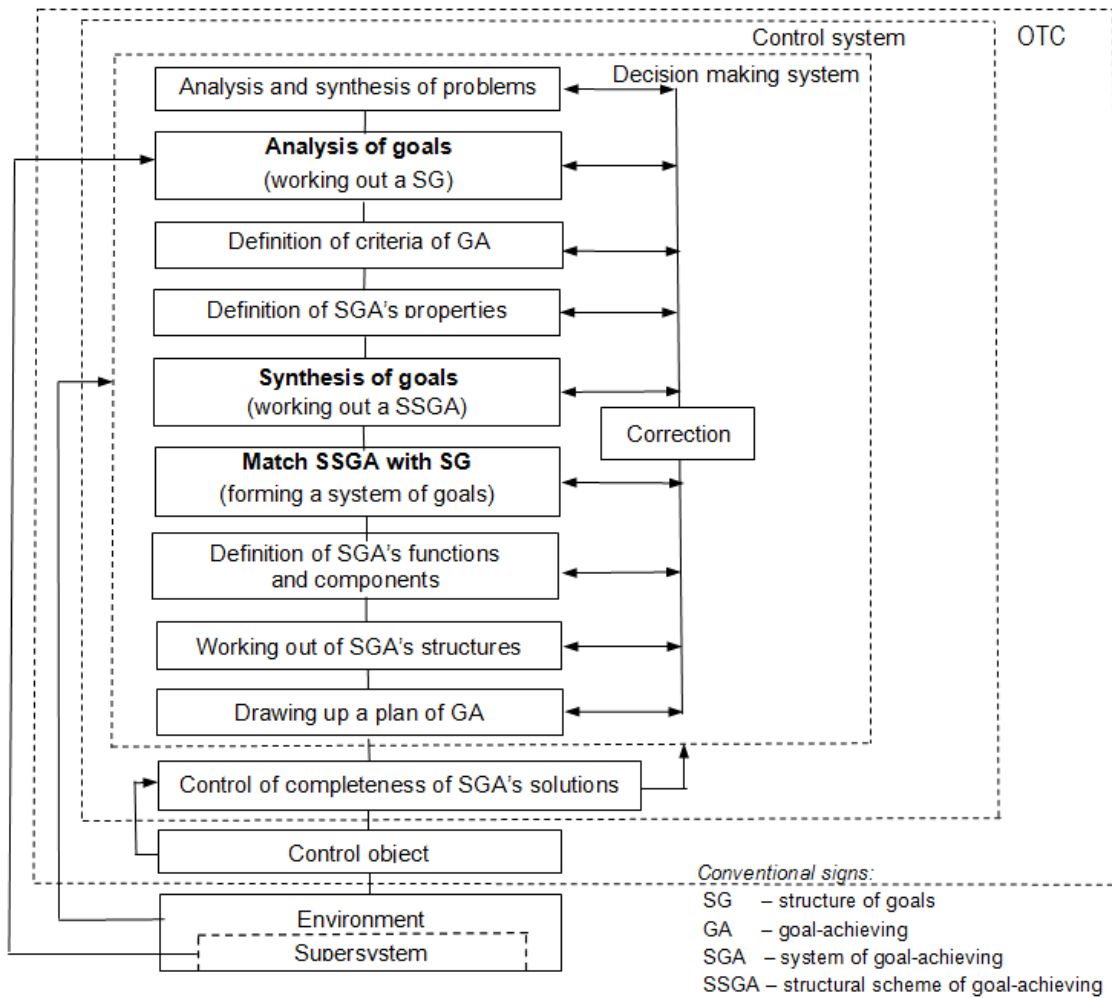 OTC
Control system
Decision making system
Analysis and synthesis of problems
Analysis of goals
(working out a SG)
Definition of criteria of GA
Definition of SGA's properties
Synthesis of goals
(working out a SSGA)
Correction
Match SSGA with SG
(forming a system of goals)
Definition of SGA's functions
and components
Working out of SGA's structures
Drawing up a plan of GA
Control of completeness of SGA's solutions
Control object
Environment
Supersystem
Conventional signs:
SG – structure of goals
GA – goal-achieving
SGA – system of goal-achieving
SSGA – structural scheme of goal-achieving